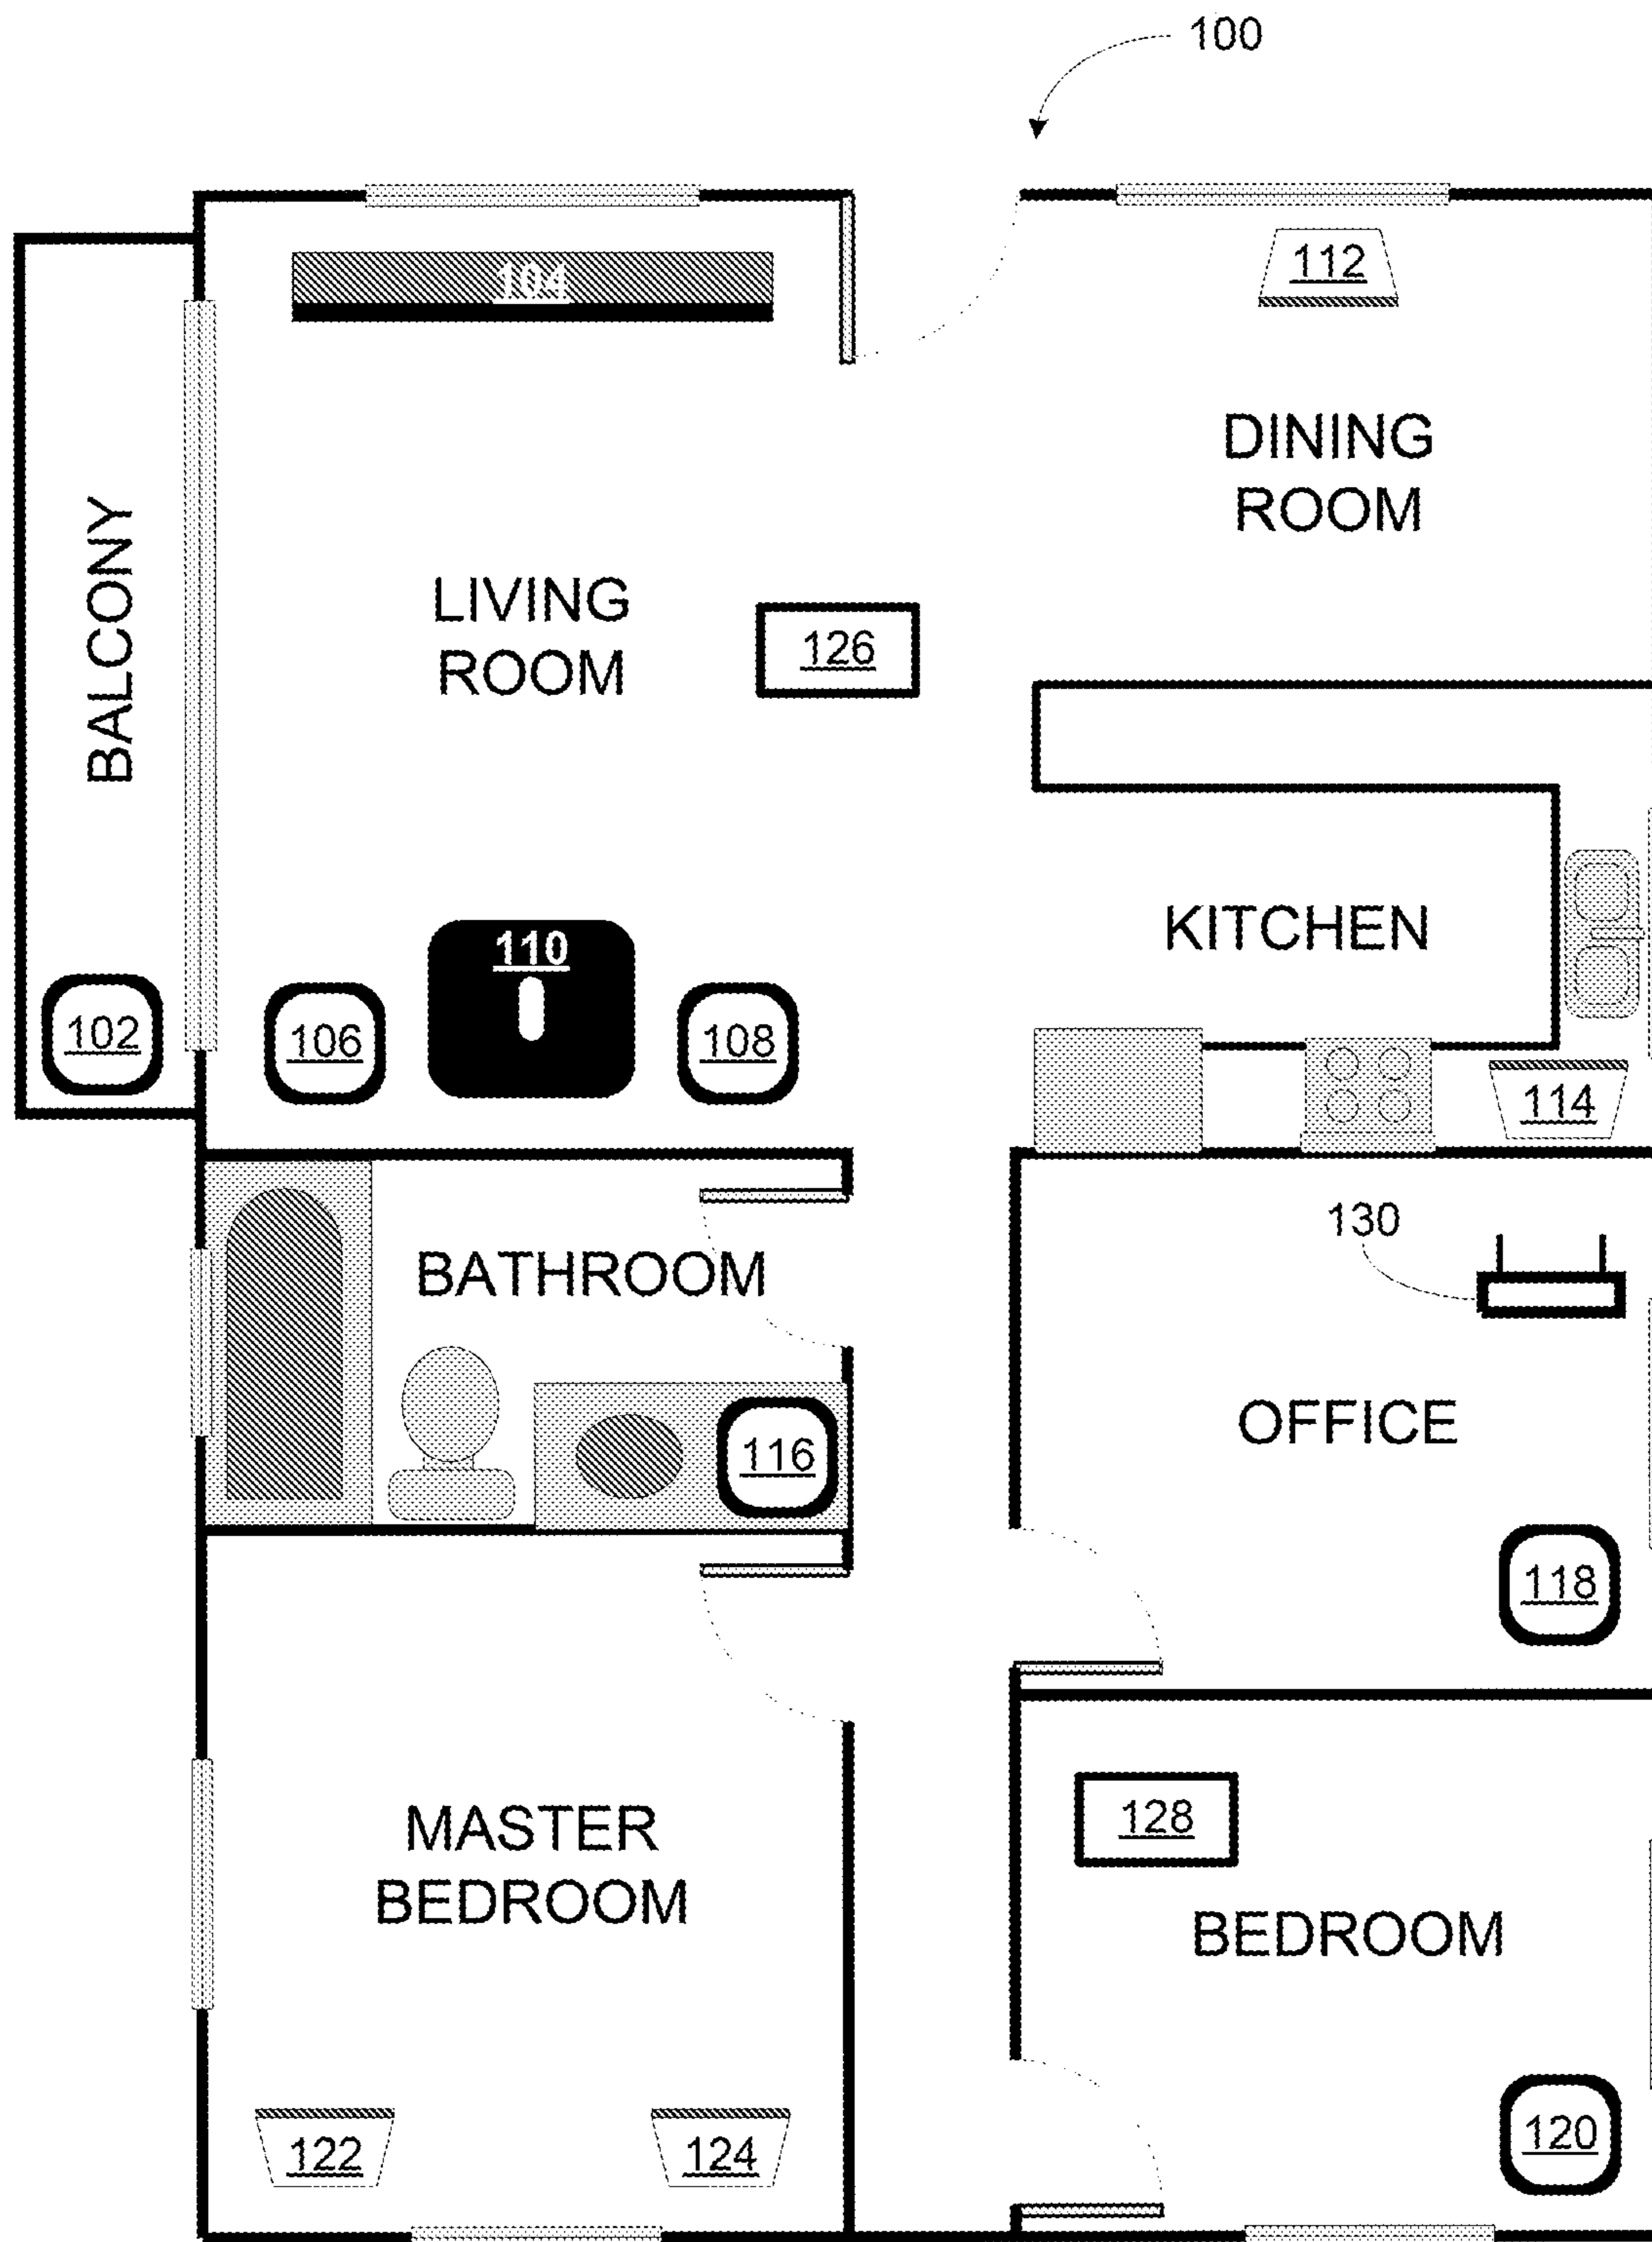 100
104
112
DINING
ROOM
BALCONY
LIVING
ROOM
126
KITCHEN
110
102
106
108
114
130
BATHROOM
OFFICE
116
118
128
MASTER
BEDROOM
BEDROOM
122
124
120